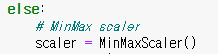 else:
    # MinMax scaler
    scaler = MinMaxScaler()